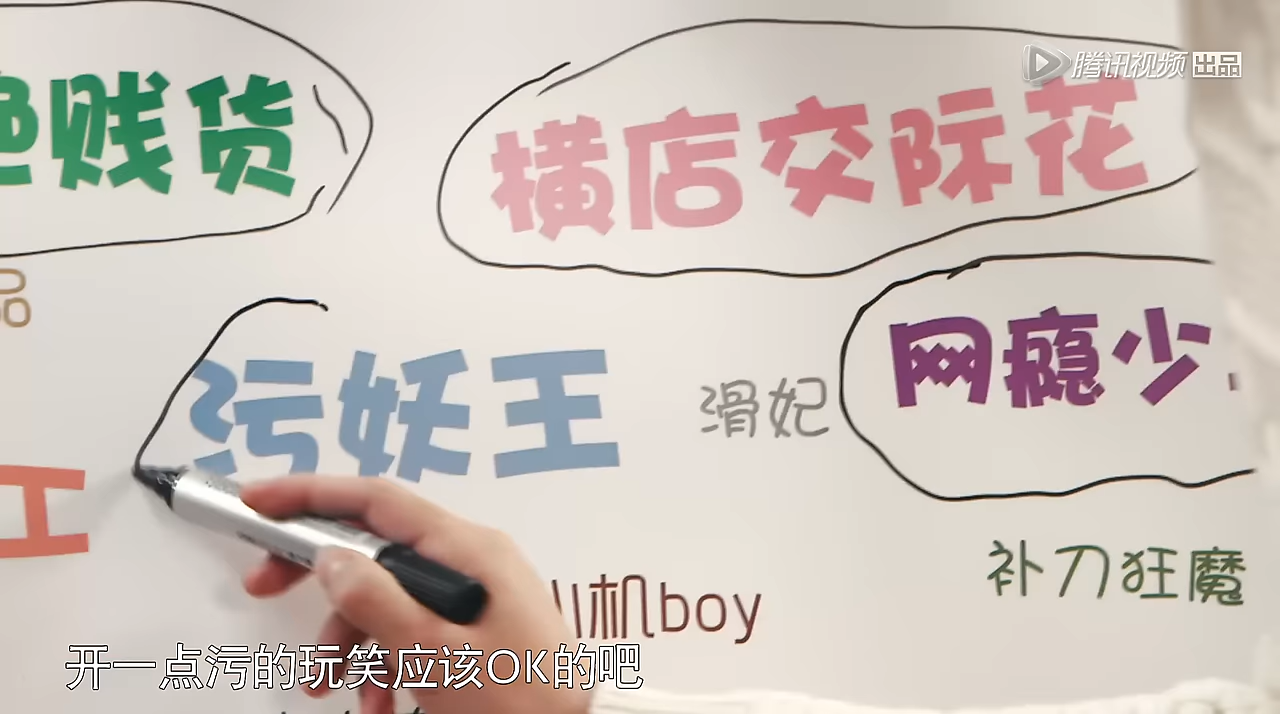 腾讯视频 出品
贱货
横店交际花
品
污妖王
滑妃
网瘾少
H
机boy
补刀狂魔
开一点污的玩笑应该OK的吧